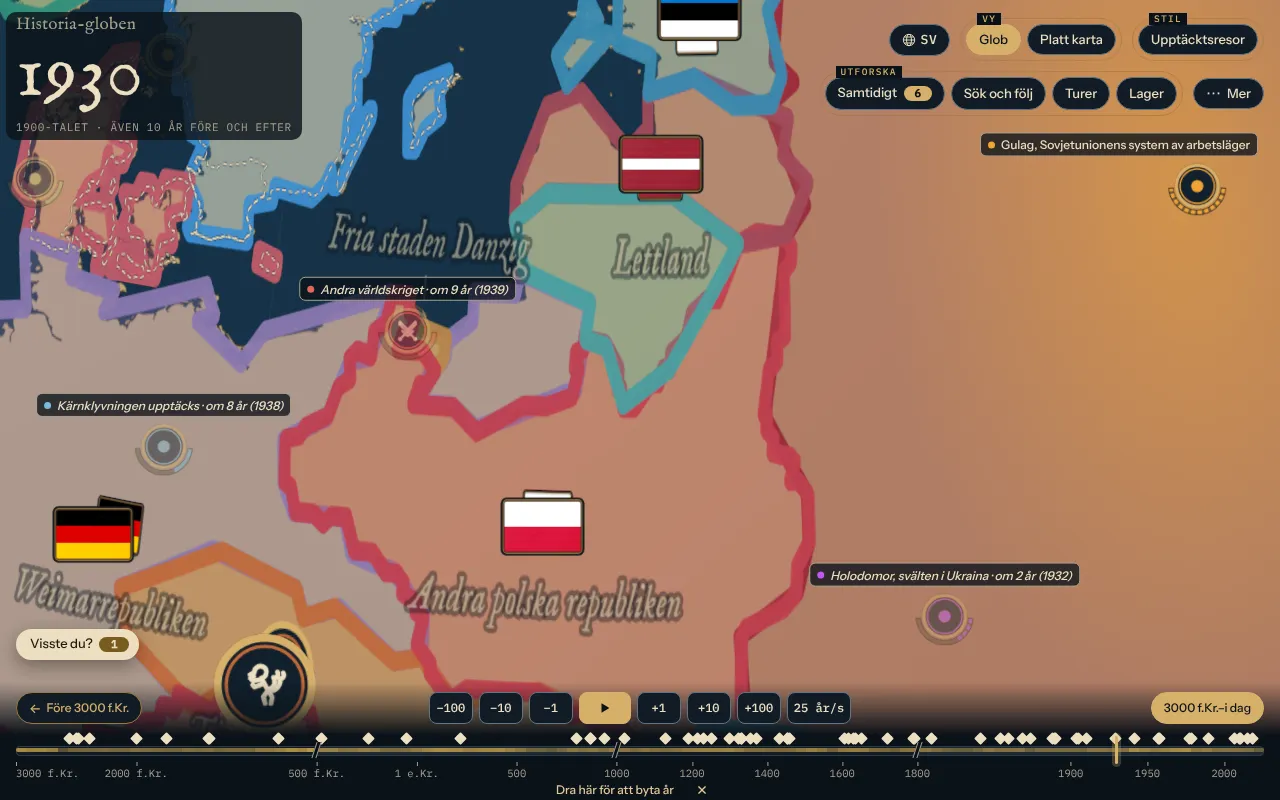 Historia-globen
1930
1900-TALET · ÄVEN 10 ÅR FÖRE OCH EFTER
VY
STIL
SV
Glob
Platt karta
Upptäcktsresor
UTFORSKA
Samtidigt 6
Sök och följ
Turer
Lager
··· Mer
Gulag, Sovjetunionens system av arbetsläger
Fria staden Danzig
Lettland
Andra världskriget · om 9 år (1939)
Kärnklyvningen upptäcks · om 8 år (1938)
Holodomor, svälten i Ukraina · om 2 år (1932)
Weimarrepubliken
Andra polska republiken
Visste du? 1
← Före 3000 f.Kr.
−100
−10
−1
+1
+10
+100
25 år/s
3000 f.Kr.–i dag
3000 f.Kr.
2000 f.Kr.
500 f.Kr.
1 e.Kr.
500
1000
1200
1400
1600
1800
1900
1950
2000
Dra här för att byta år ✕